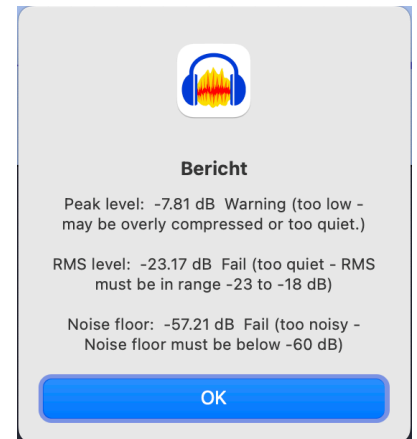 Bericht
Peak level: -7.81 dB Warning (too low -
may be overly compressed or too quiet.)
RMS level: -23.17 dB Fail (too quiet - RMS
must be in range -23 to -18 dB)
Noise floor: -57.21 dB Fail (too noisy -
Noise floor must be below -60 dB)
OK